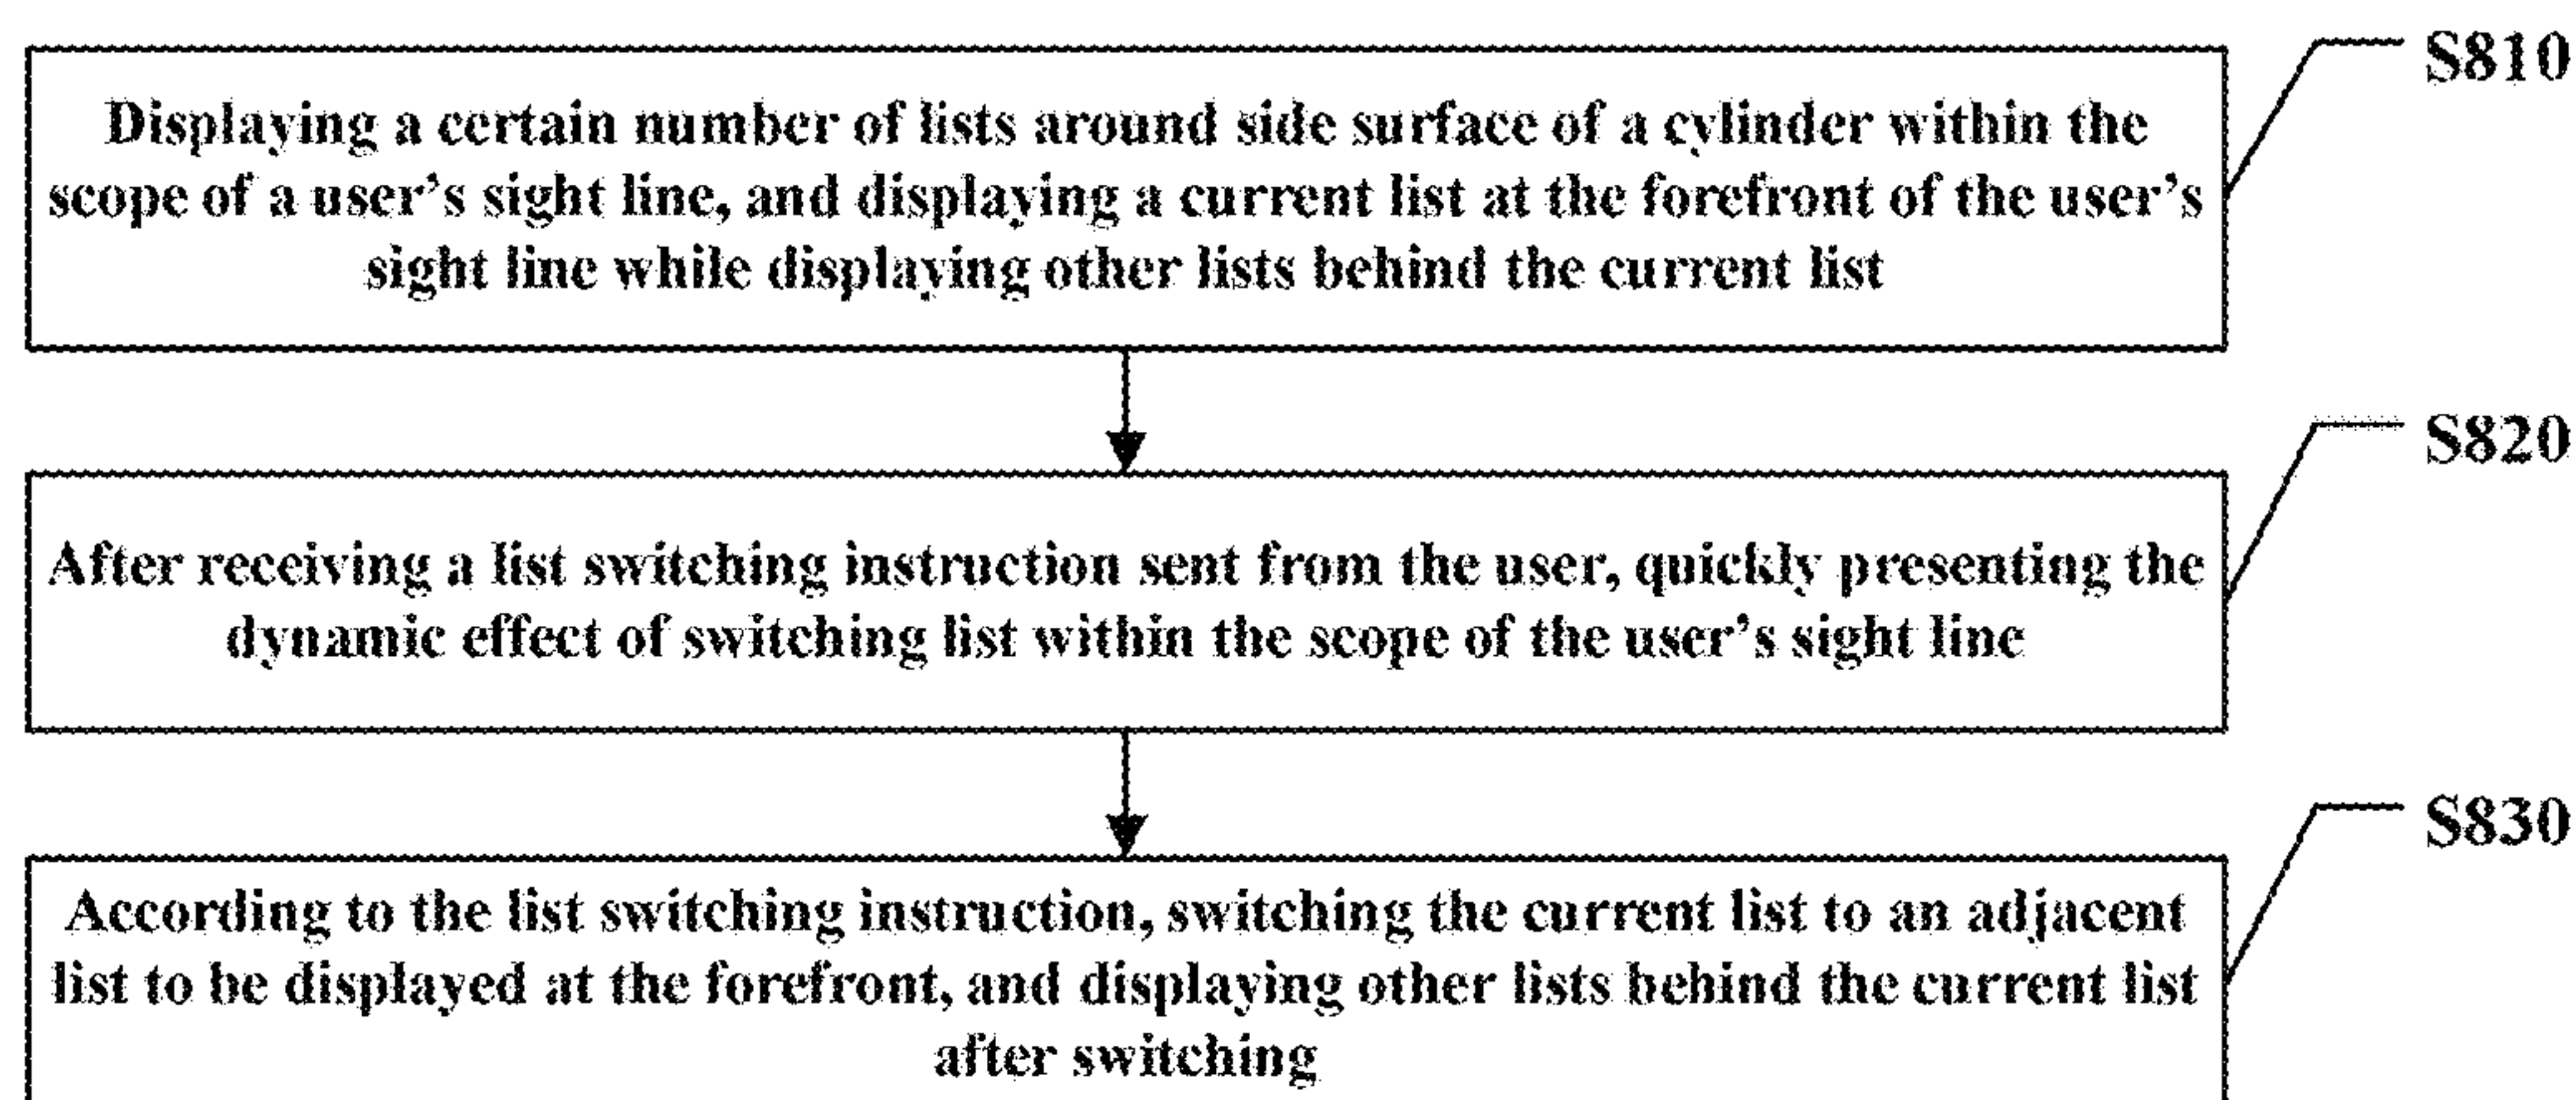 S810
Displaying a certain number of lists around side surface of a cylinder within the
scope of a user's sight line, and displaying a current list at the forefront of the user's
sight line while displaying other lists behind the current list
S820
After receiving a list switching instruction sent from the user, quickly presenting the
dynamic effect of switching list within the scope of the user's sight line
S830
According to the list switching instruction, switching the current list to an adjacent
list to be displayed at the forefront, and displaying other lists behind the current list
after switching